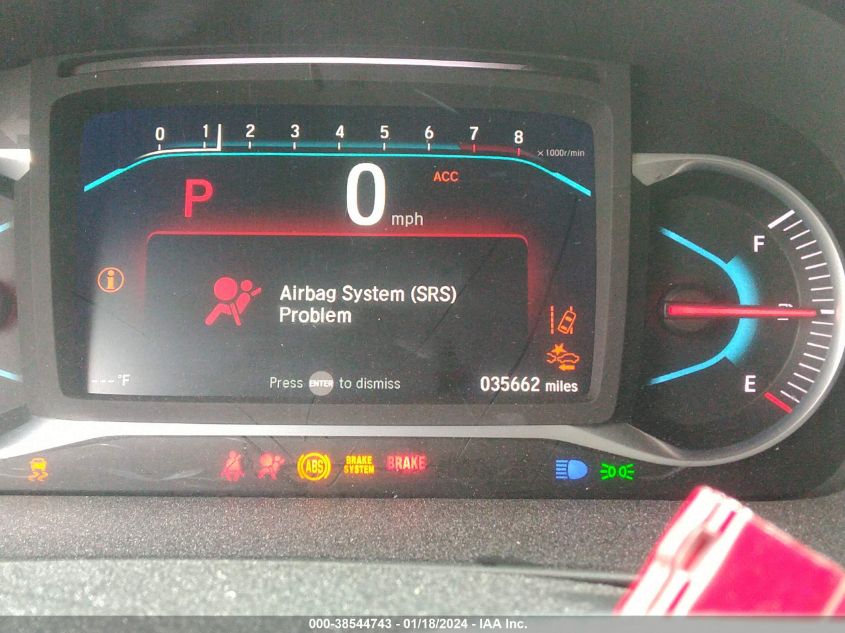 0 1 2 3 4 5 6 7 8 x 1000r/min
P 0 mph ACC
F
Airbag System (SRS)
Problem
E
---°F Press ENTER to dismiss 035662 miles
ABS BRAKE SYSTEM BRAKE
000-38544743 - 01/18/2024 - IAA Inc.